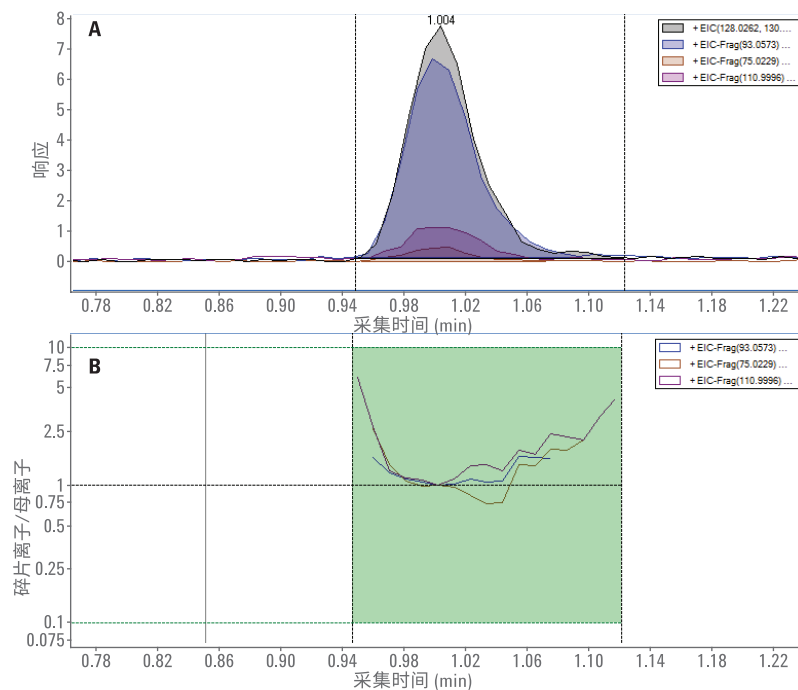 A
1.004
+ EIC(128.0262, 130....
+ EIC-Frag(93.0573) ...
+ EIC-Frag(75.0229) ...
+ EIC-Frag(110.9996) ...
响应
8
7
6
5
4
3
2
1
0
0.78 0.82 0.86 0.90 0.94 0.98 1.02 1.06 1.10 1.14 1.18 1.22
采集时间 (min)
B
+ EIC-Frag(93.0573) ...
+ EIC-Frag(75.0229) ...
+ EIC-Frag(110.9996) ...
碎片离子/母离子
10
7.5
5
2.5
1
0.75
0.5
0.25
0.1
0.075
0.78 0.82 0.86 0.90 0.94 0.98 1.02 1.06 1.10 1.14 1.18 1.22
采集时间 (min)